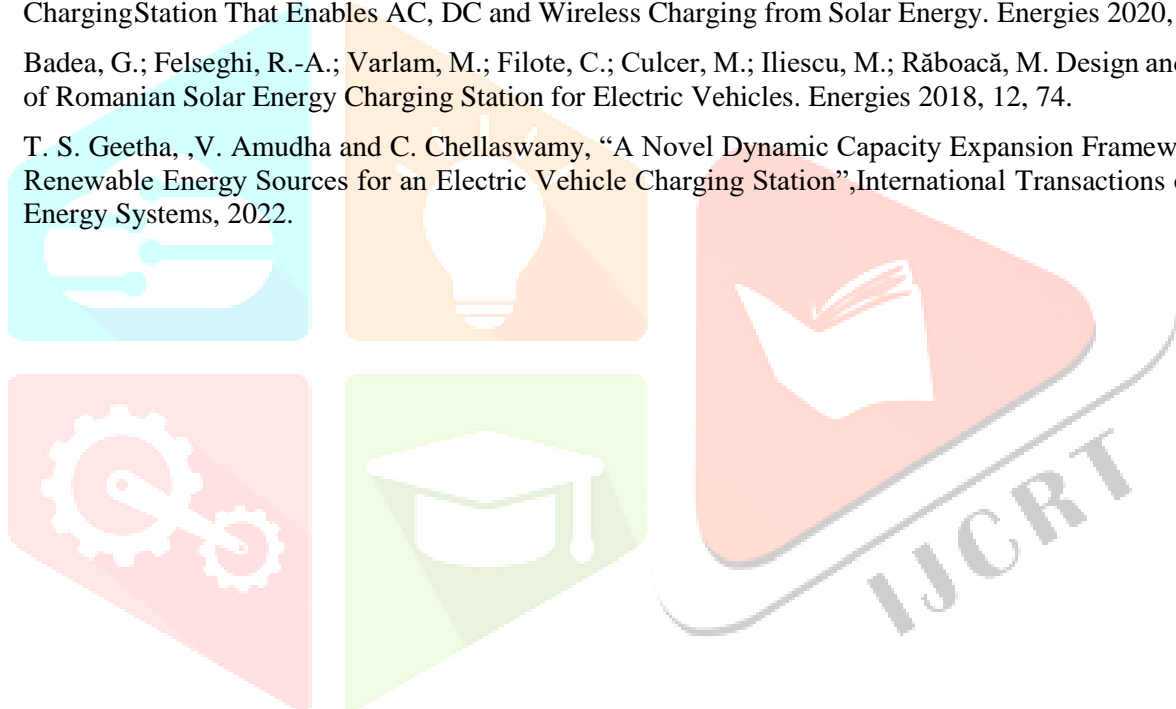 ChargingStation That Enables AC, DC and Wireless Charging from Solar Energy. Energies 2020,
Badea, G.; Felseghi, R.-A.; Varlam, M.; Filote, C.; Culcer, M.; Iliescu, M.; Răboacă, M. Design and
of Romanian Solar Energy Charging Station for Electric Vehicles. Energies 2018, 12, 74.
T. S. Geetha, ,V. Amudha and C. Chellaswamy, “A Novel Dynamic Capacity Expansion Framew
Renewable Energy Sources for an Electric Vehicle Charging Station”,International Transactions
Energy Systems, 2022.
IJCRT